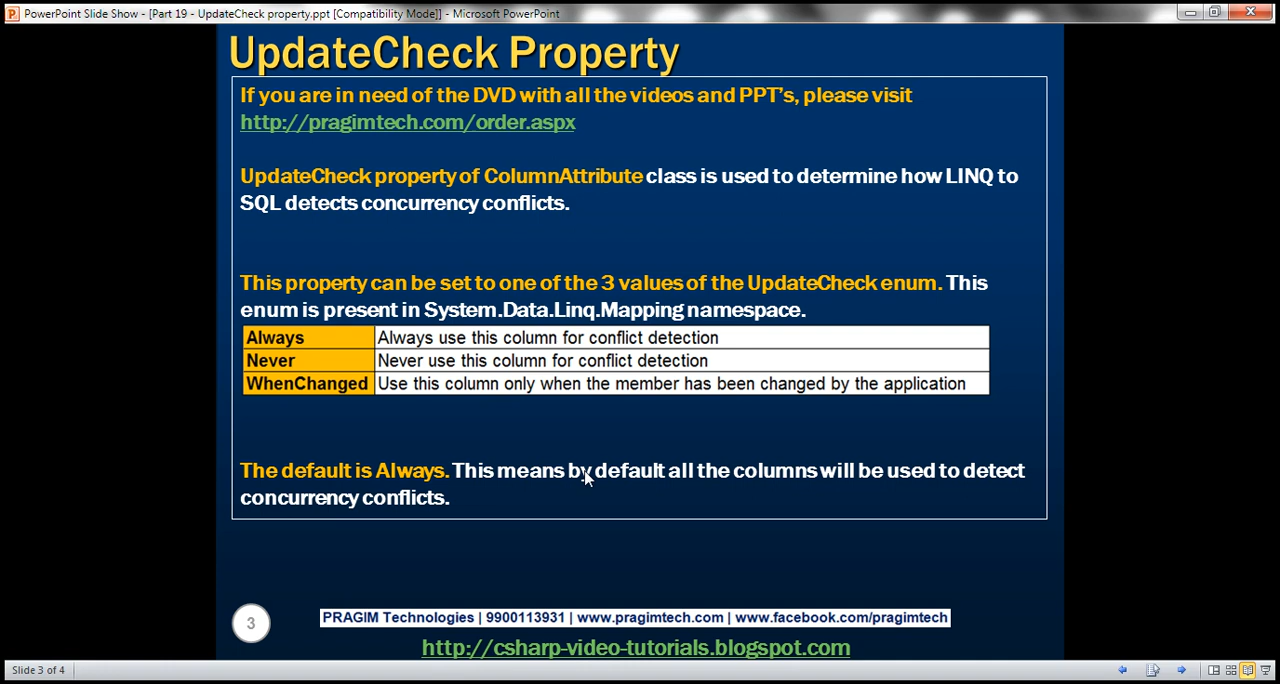 PowerPoint Slide Show - [Part 19 - UpdateCheck property.ppt [Compatibility Mode]] - Microsoft PowerPoint
UpdateCheck Property
If you are in need of the DVD with all the videos and PPT's, please visit
http://pragimtech.com/order.aspx
UpdateCheck property of ColumnAttribute class is used to determine how LINQ to
SQL detects concurrency conflicts.
This property can be set to one of the 3 values of the UpdateCheck enum. This
enum is present in System.Data.Linq.Mapping namespace.
Always Always use this column for conflict detection
Never Never use this column for conflict detection
WhenChanged Use this column only when the member has been changed by the application
The default is Always. This means by default all the columns will be used to detect
concurrency conflicts.
3
PRAGIM Technologies | 9900113931 | www.pragimtech.com | www.facebook.com/pragimtech
http://csharp-video-tutorials.blogspot.com
Slide 3 of 4